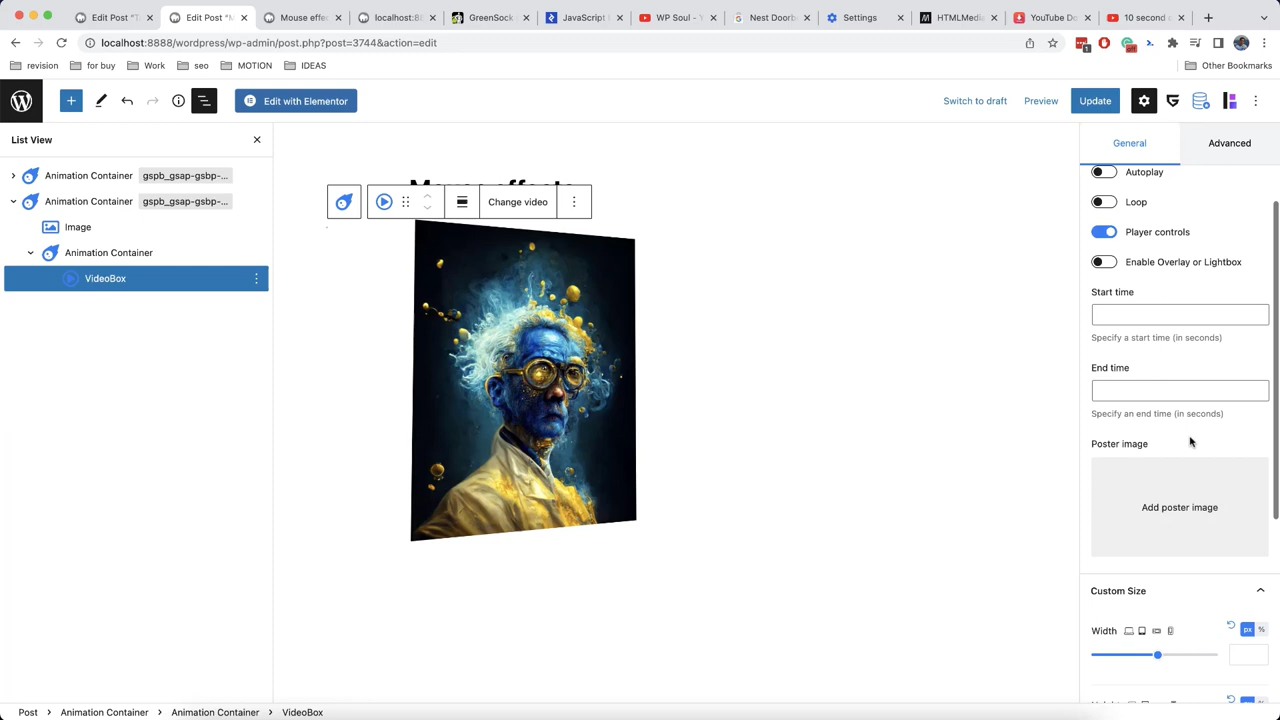 Edit Post "T
Edit Post "M
Mouse effec
localhost:88
GreenSock
JavaScript
WP Soul - Y
Nest Doorb
Settings
HTMLMedia
YouTube Do
10 second c
localhost:8888/wordpress/wp-admin/post.php?post=3744&action=edit
revision
for buy
Work
seo
MOTION
IDEAS
Other Bookmarks
Edit with Elementor
Switch to draft
Preview
Update
List View
General
Advanced
Animation Container gspb_gsap-gsbp-...
Animation Container gspb_gsap-gsbp-...
Image
Animation Container
VideoBox
Change video
Autoplay
Loop
Player controls
Enable Overlay or Lightbox
Start time
Specify a start time (in seconds)
End time
Specify an end time (in seconds)
Poster image
Add poster image
Custom Size
Width
px %
Post
Animation Container
Animation Container
VideoBox